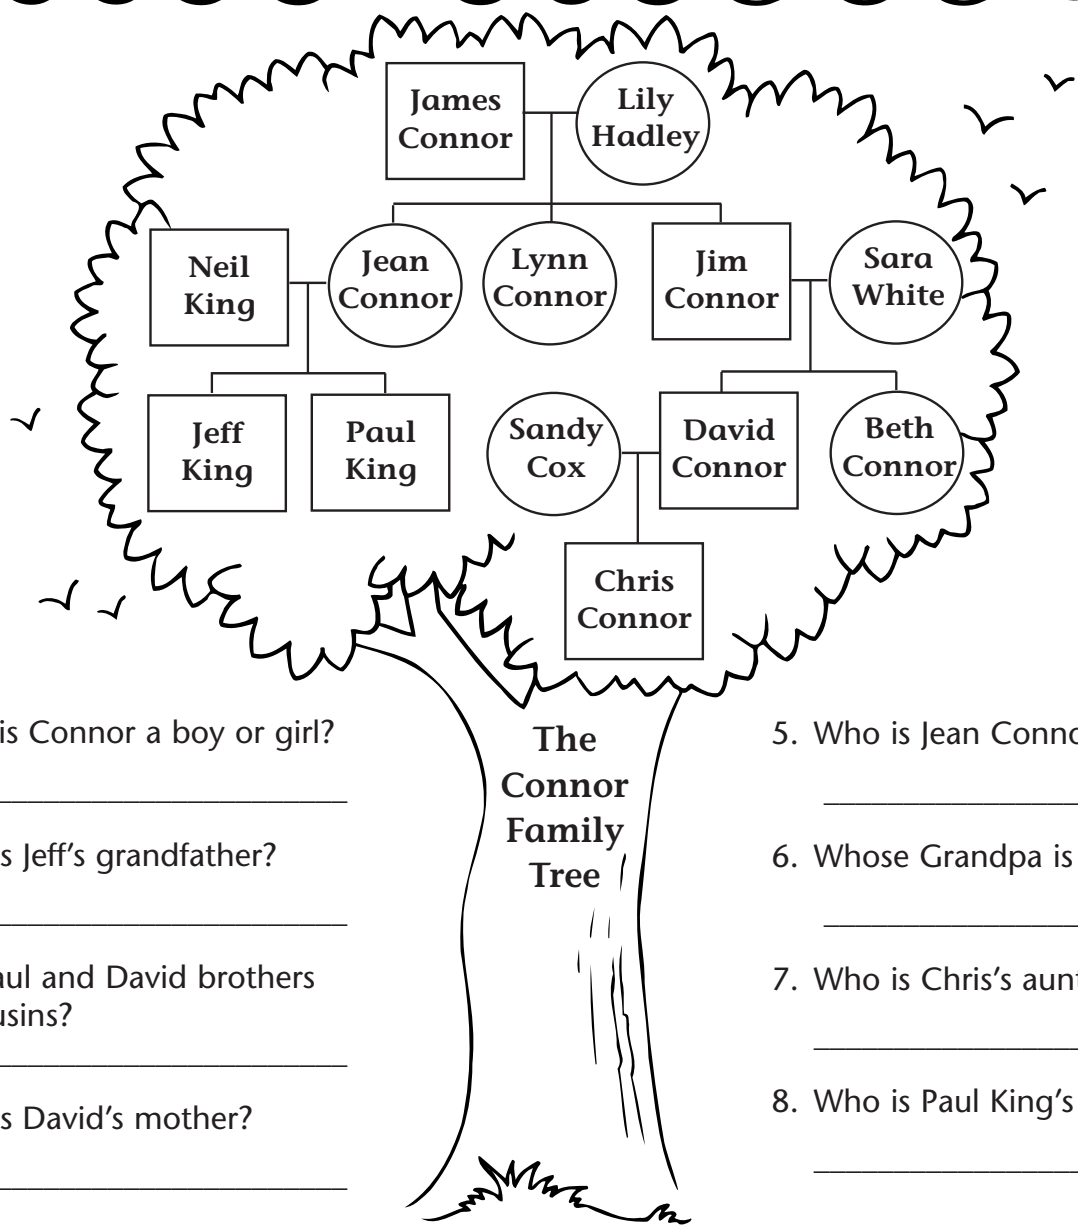 James
Connor
Lily
Hadley
Neil
King
Jean
Connor
Lynn
Connor
Jim
Connor
Sara
White
Jeff
King
Paul
King
Sandy
Cox
David
Connor
Beth
Connor
Chris
Connor
The
Connor
Family
Tree
is Connor a boy or girl?
s Jeff's grandfather?
aul and David brothers
usins?
s David's mother?
5. Who is Jean Conno
6. Whose Grandpa is
7. Who is Chris's aunt
8. Who is Paul King's